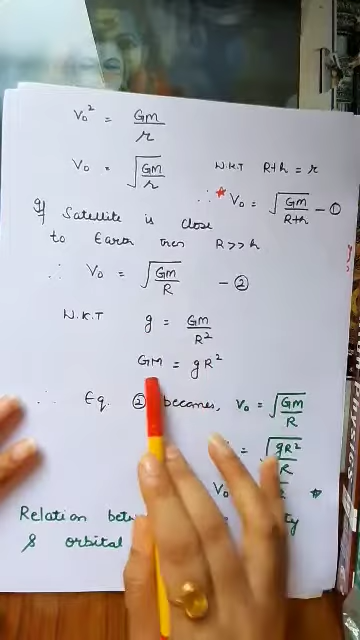 V₀² = GM/r
V₀ = √(GM/r) W.K.T R+h = r
∴ * V₀ = √(GM/(R+h)) – ①
If Satellite is close
to Earth then R>>h
∴ V₀ = √(GM/R) – ②
W.K.T g = GM/R²
GM = gR²
∴ Eq. ② becomes, V₀ = √(GM/R)
= √(gR²/R)
V₀
Relation
& orbital